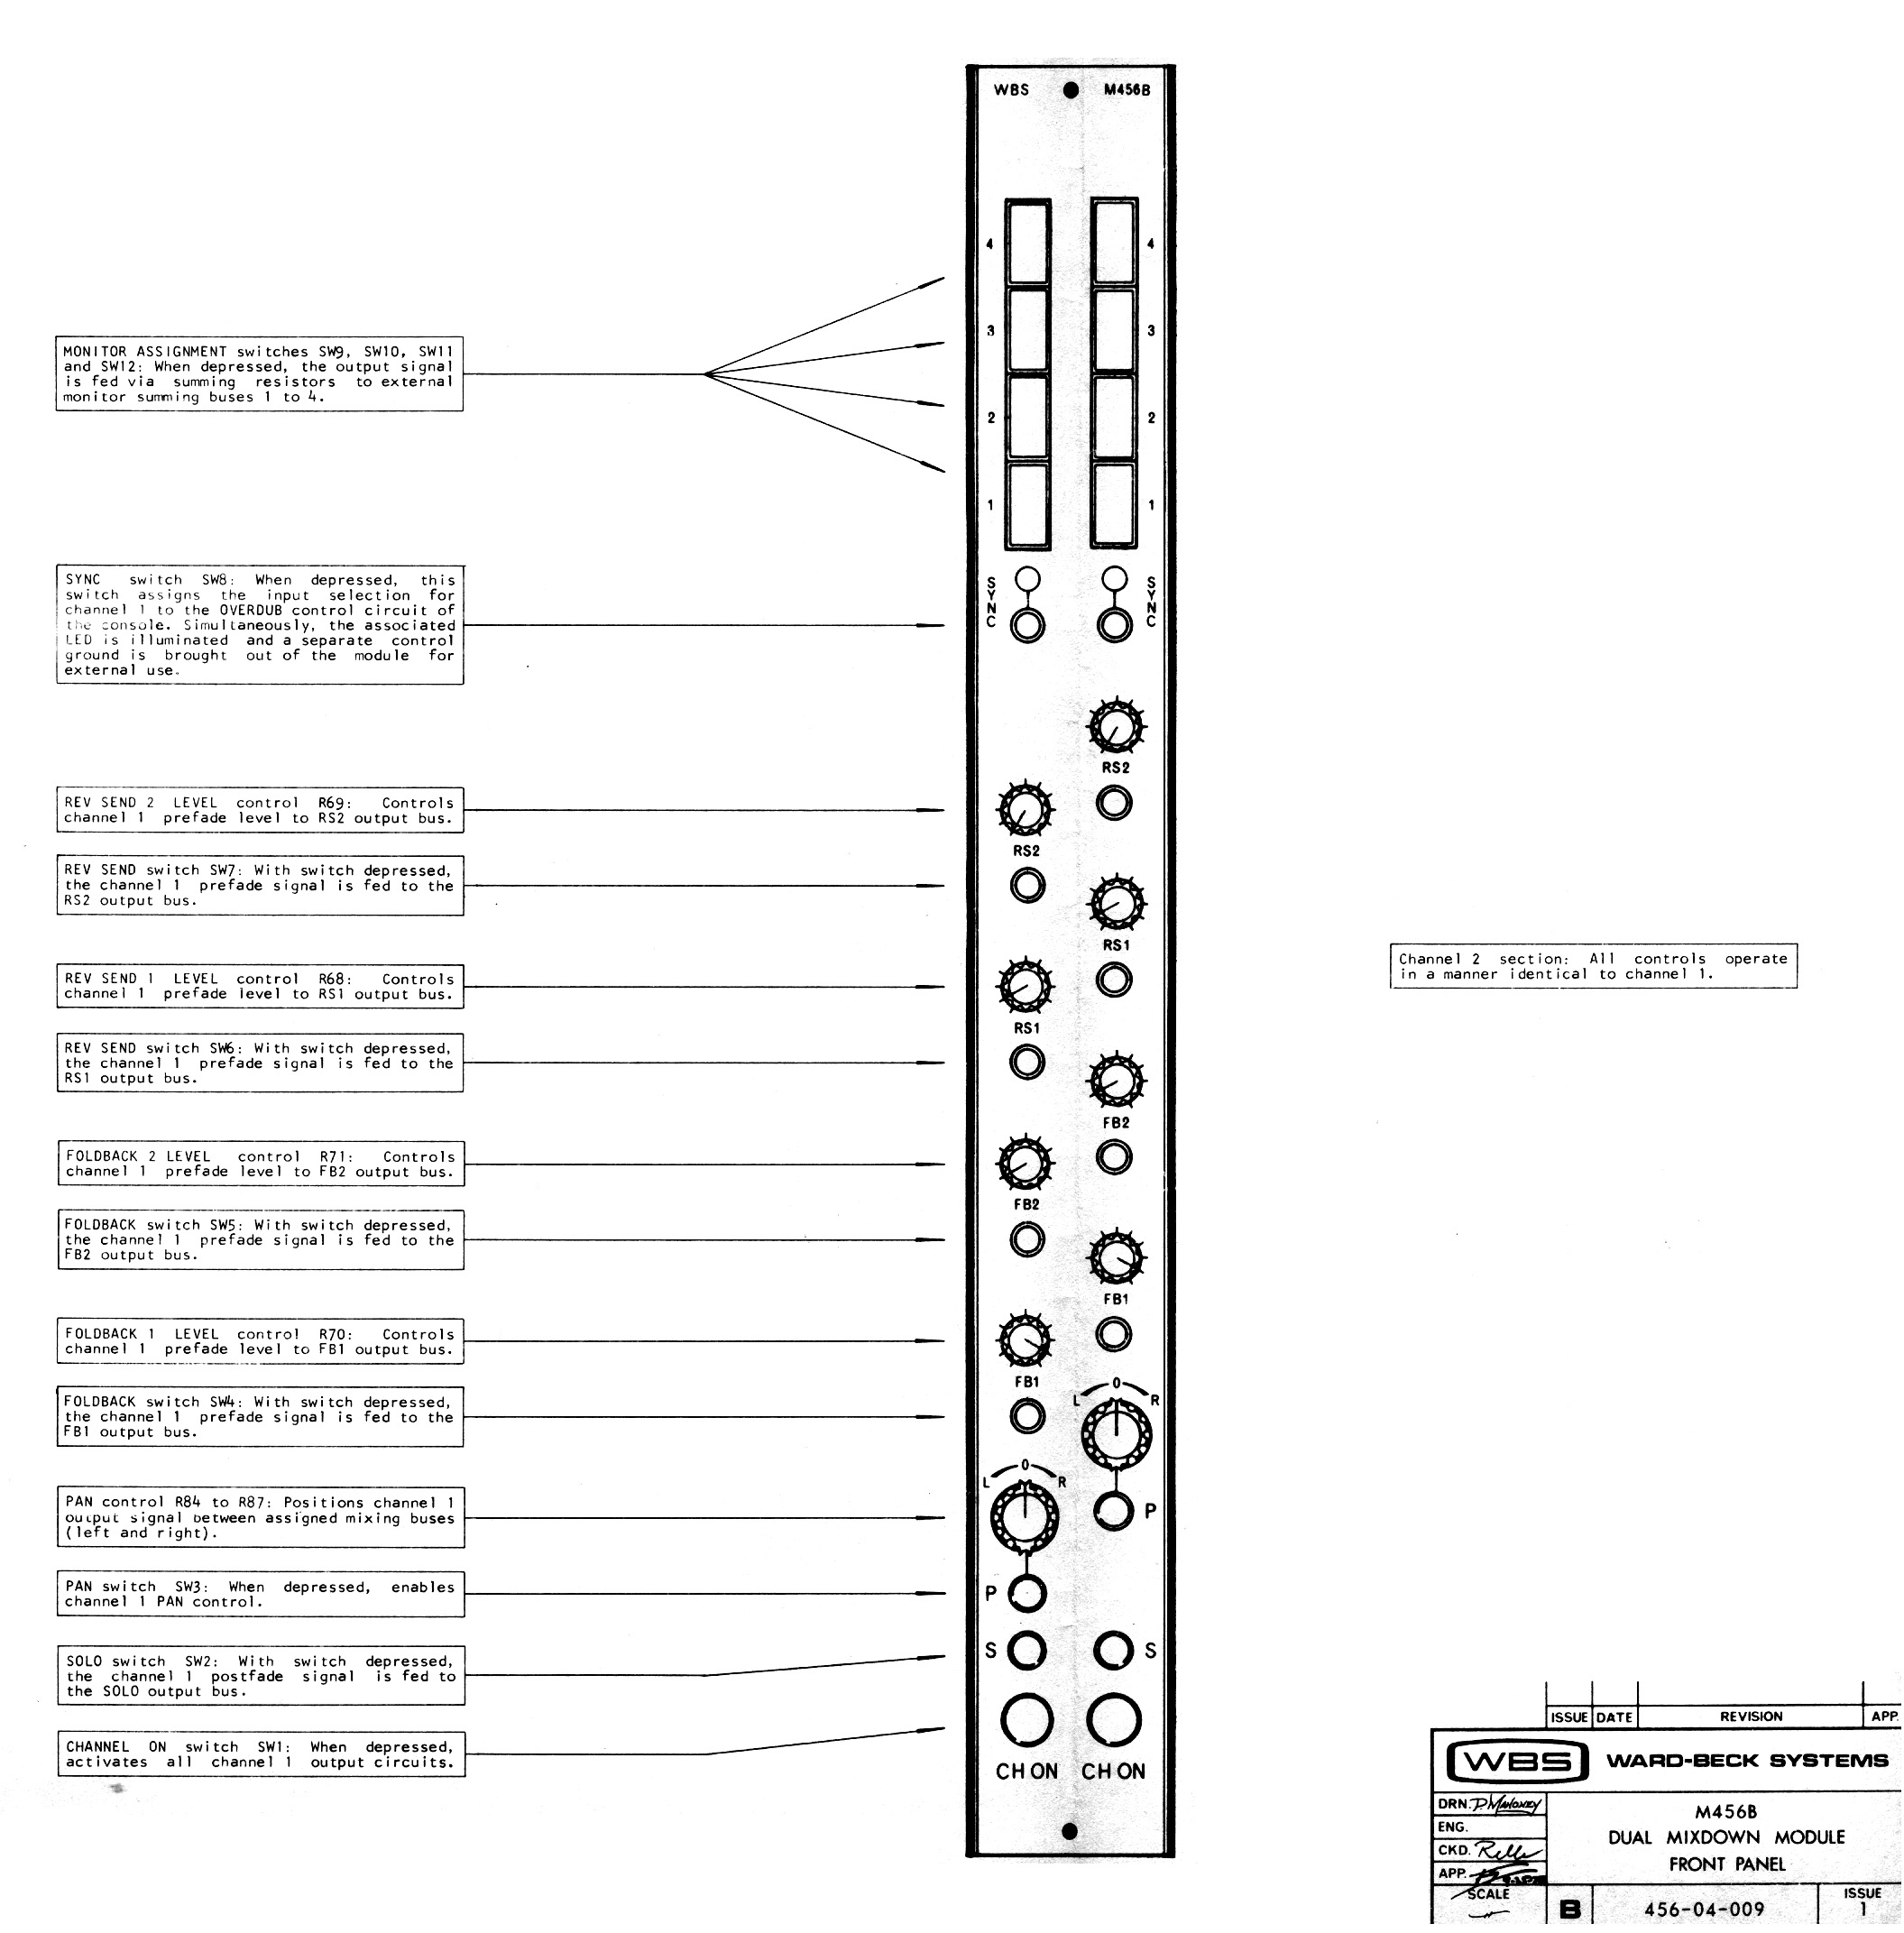 WBS M456B
4 4
3 3
2 2
1 1
SYNC SYNC
RS2
RS2
RS1
RS1
FB2
FB2
FB1
FB1
L 0 R
L 0 R
P
P
S S
CH ON CH ON
MONITOR ASSIGNMENT switches SW9, SW10, SW11
and SW12: When depressed, the output signal
is fed via summing resistors to external
monitor summing buses 1 to 4.
SYNC switch SW8: When depressed, this
switch assigns the input selection for
channel 1 to the OVERDUB control circuit of
the console. Simultaneously, the associated
LED is illuminated and a separate control
ground is brought out of the module for
external use.
REV SEND 2 LEVEL control R69: Controls
channel 1 prefade level to RS2 output bus.
REV SEND switch SW7: With switch depressed,
the channel 1 prefade signal is fed to the
RS2 output bus.
REV SEND 1 LEVEL control R68: Controls
channel 1 prefade level to RS1 output bus.
REV SEND switch SW6: With switch depressed,
the channel 1 prefade signal is fed to the
RS1 output bus.
FOLDBACK 2 LEVEL control R71: Controls
channel 1 prefade level to FB2 output bus.
FOLDBACK switch SW5: With switch depressed,
the channel 1 prefade signal is fed to the
FB2 output bus.
FOLDBACK 1 LEVEL control R70: Controls
channel 1 prefade level to FB1 output bus.
FOLDBACK switch SW4: With switch depressed,
the channel 1 prefade signal is fed to the
FB1 output bus.
PAN control R84 to R87: Positions channel 1
output signal between assigned mixing buses
(left and right).
PAN switch SW3: When depressed, enables
channel 1 PAN control.
SOLO switch SW2: With switch depressed,
the channel 1 postfade signal is fed to
the SOLO output bus.
CHANNEL ON switch SW1: When depressed,
activates all channel 1 output circuits.
Channel 2 section: All controls operate
in a manner identical to channel 1.
ISSUE DATE REVISION APP.
WBS WARD-BECK SYSTEMS
DRN. P. Mahoney
ENG.
CKD.
APP.
SCALE
M456B
DUAL MIXDOWN MODULE
FRONT PANEL
B 456-04-009 ISSUE 1